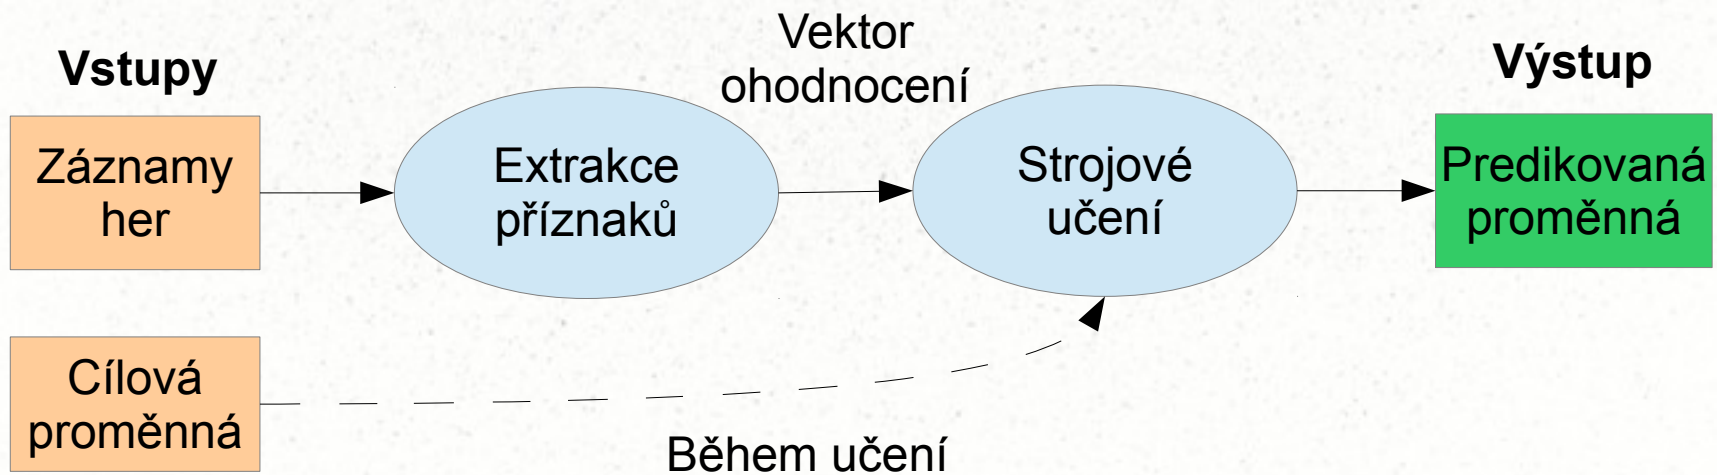 Vstupy
Záznamy
her
Cílová
proměnná
Extrakce
příznaků
Vektor
ohodnocení
Strojové
učení
Během učení
Výstup
Predikovaná
proměnná